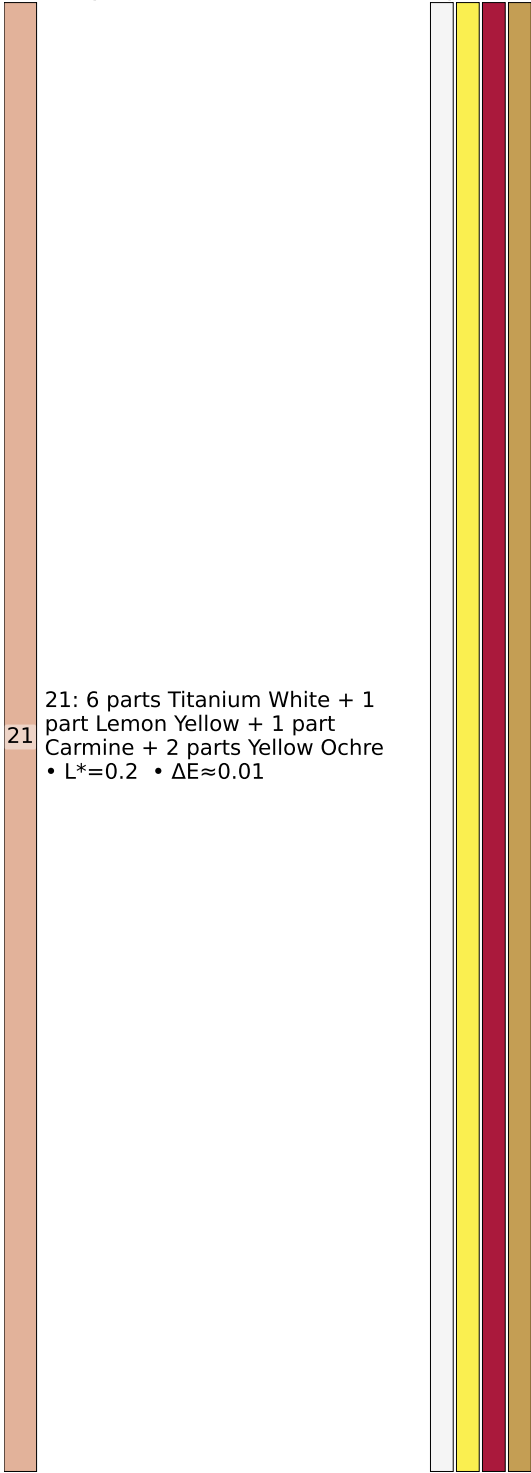 21
21: 6 parts Titanium White + 1
part Lemon Yellow + 1 part
Carmine + 2 parts Yellow Ochre
• L*=0.2  • ΔE≈0.01